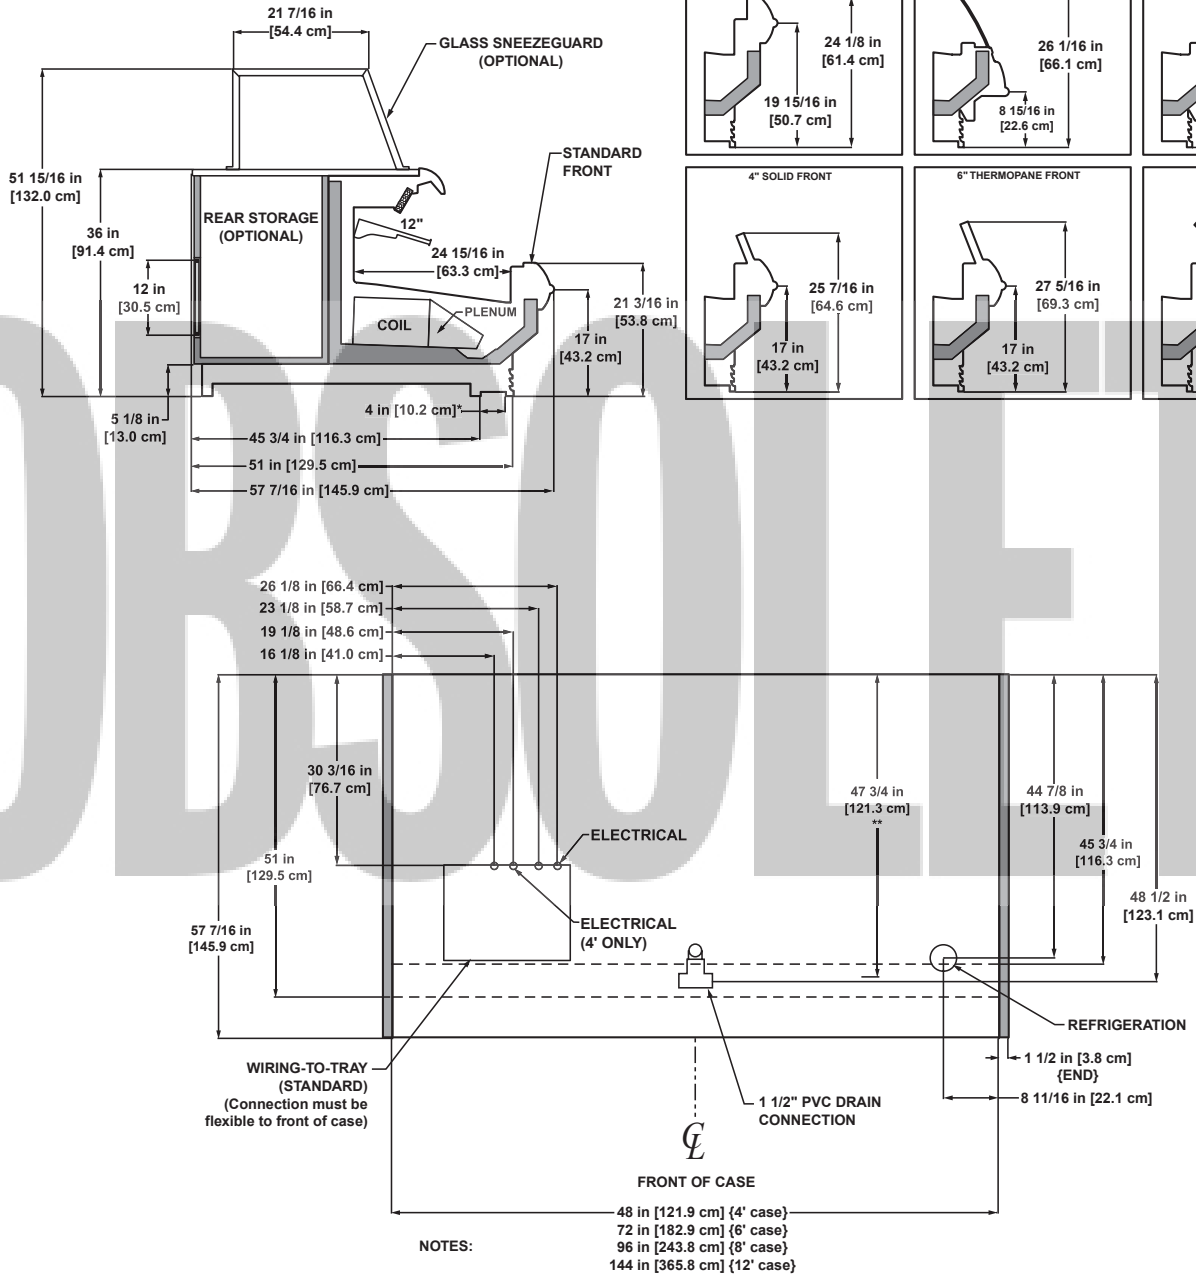 21 7/16 in
[54.4 cm]
GLASS SNEEZEGUARD
(OPTIONAL)
51 15/16 in
[132.0 cm]
36 in
[91.4 cm]
REAR STORAGE
(OPTIONAL)
12 in
[30.5 cm]
STANDARD
FRONT
12"
24 15/16 in
[63.3 cm]
COIL
PLENUM
21 3/16 in
[53.8 cm]
17 in
[43.2 cm]
5 1/8 in
[13.0 cm]
4 in [10.2 cm]*
45 3/4 in [116.3 cm]
51 in [129.5 cm]
57 7/16 in [145.9 cm]
24 1/8 in
[61.4 cm]
19 15/16 in
[50.7 cm]
26 1/16 in
[66.1 cm]
8 15/16 in
[22.6 cm]
4" SOLID FRONT
25 7/16 in
[64.6 cm]
17 in
[43.2 cm]
6" THERMOPANE FRONT
27 5/16 in
[69.3 cm]
17 in
[43.2 cm]
26 1/8 in [66.4 cm]
23 1/8 in [58.7 cm]
19 1/8 in [48.6 cm]
16 1/8 in [41.0 cm]
30 3/16 in
[76.7 cm]
51 in
[129.5 cm]
57 7/16 in
[145.9 cm]
ELECTRICAL
ELECTRICAL
(4' ONLY)
47 3/4 in
[121.3 cm]
**
44 7/8 in
[113.9 cm]
45 3/4 in
[116.3 cm]
48 1/2 in
[123.1 cm]
REFRIGERATION
WIRING-TO-TRAY
(STANDARD)
(Connection must be
flexible to front of case)
1 1/2" PVC DRAIN
CONNECTION
1 1/2 in [3.8 cm]
{END}
8 11/16 in [22.1 cm]
CL
FRONT OF CASE
48 in [121.9 cm] {4' case}
72 in [182.9 cm] {6' case}
96 in [243.8 cm] {8' case}
144 in [365.8 cm] {12' case}
NOTES: